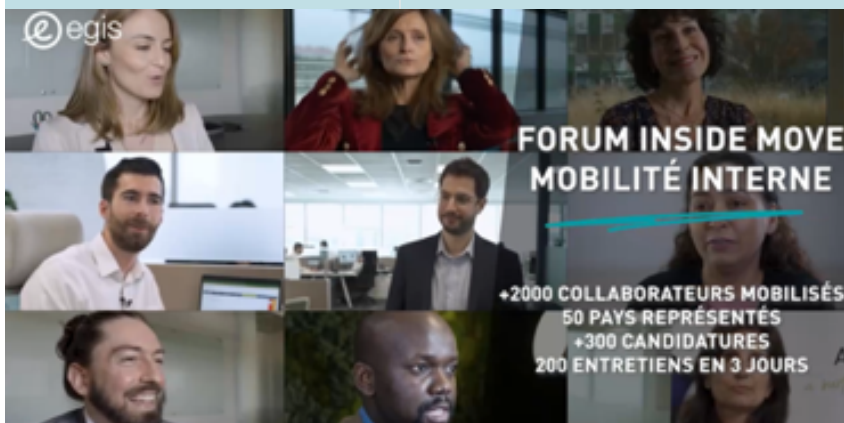 egis
FORUM INSIDE MOVE
MOBILITÉ INTERNE
+2000 COLLABORATEURS MOBILISÉS
50 PAYS REPRÉSENTÉS
+300 CANDIDATURES
200 ENTRETIENS EN 3 JOURS